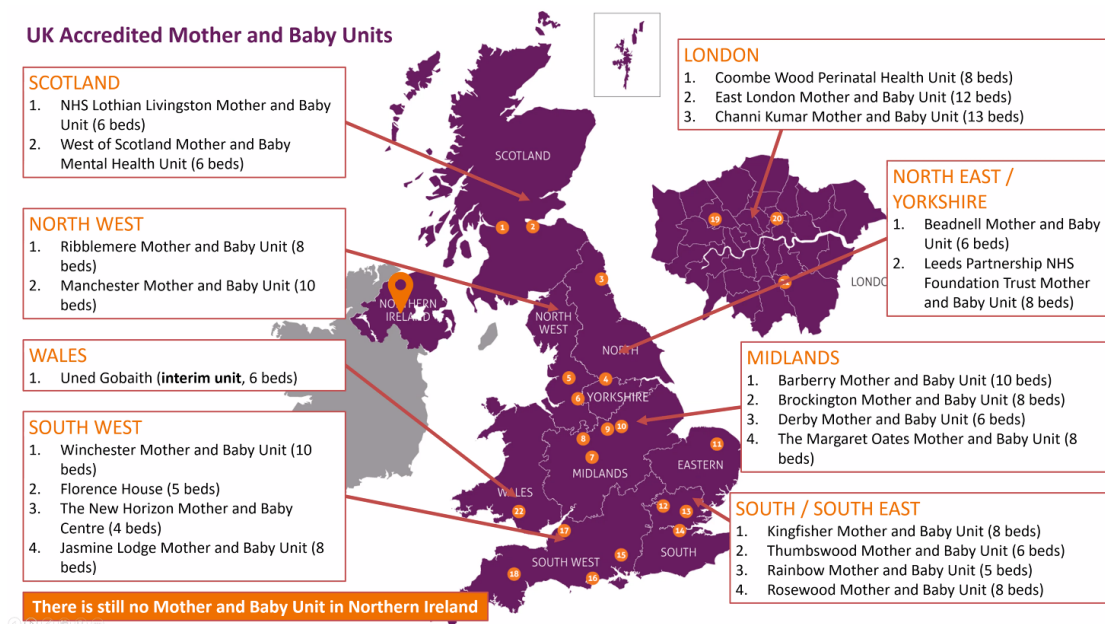 UK Accredited Mother and Baby Units
SCOTLAND
1. NHS Lothian Livingston Mother and Baby
Unit (6 beds)
2. West of Scotland Mother and Baby
Mental Health Unit (6 beds)
NORTH WEST
1. Ribblemere Mother and Baby Unit (8
beds)
2. Manchester Mother and Baby Unit (10
beds)
WALES
1. Uned Gobaith (interim unit, 6 beds)
SOUTH WEST
1. Winchester Mother and Baby Unit (10
beds)
2. Florence House (5 beds)
3. The New Horizon Mother and Baby
Centre (4 beds)
4. Jasmine Lodge Mother and Baby Unit (8
beds)
There is still no Mother and Baby Unit in Northern Ireland
SCOTLAND
1
2
3
NORTHERN
IRELAND
NORTH
WEST
NORTH
5
4
6
YORKSHIRE
9
10
8
11
7
MIDLANDS
EASTERN
WALES
22
12
13
17
14
15
SOUTH
SOUTH WEST
18
16
LONDON
1. Coombe Wood Perinatal Health Unit (8 beds)
2. East London Mother and Baby Unit (12 beds)
3. Channi Kumar Mother and Baby Unit (13 beds)
19
20
LONDO
NORTH EAST /
YORKSHIRE
1. Beadnell Mother and Baby
Unit (6 beds)
2. Leeds Partnership NHS
Foundation Trust Mother
and Baby Unit (8 beds)
MIDLANDS
1. Barberry Mother and Baby Unit (10 beds)
2. Brockington Mother and Baby Unit (8 beds)
3. Derby Mother and Baby Unit (6 beds)
4. The Margaret Oates Mother and Baby Unit (8
beds)
SOUTH / SOUTH EAST
1. Kingfisher Mother and Baby Unit (8 beds)
2. Thumbswood Mother and Baby Unit (6 beds)
3. Rainbow Mother and Baby Unit (5 beds)
4. Rosewood Mother and Baby Unit (8 beds)